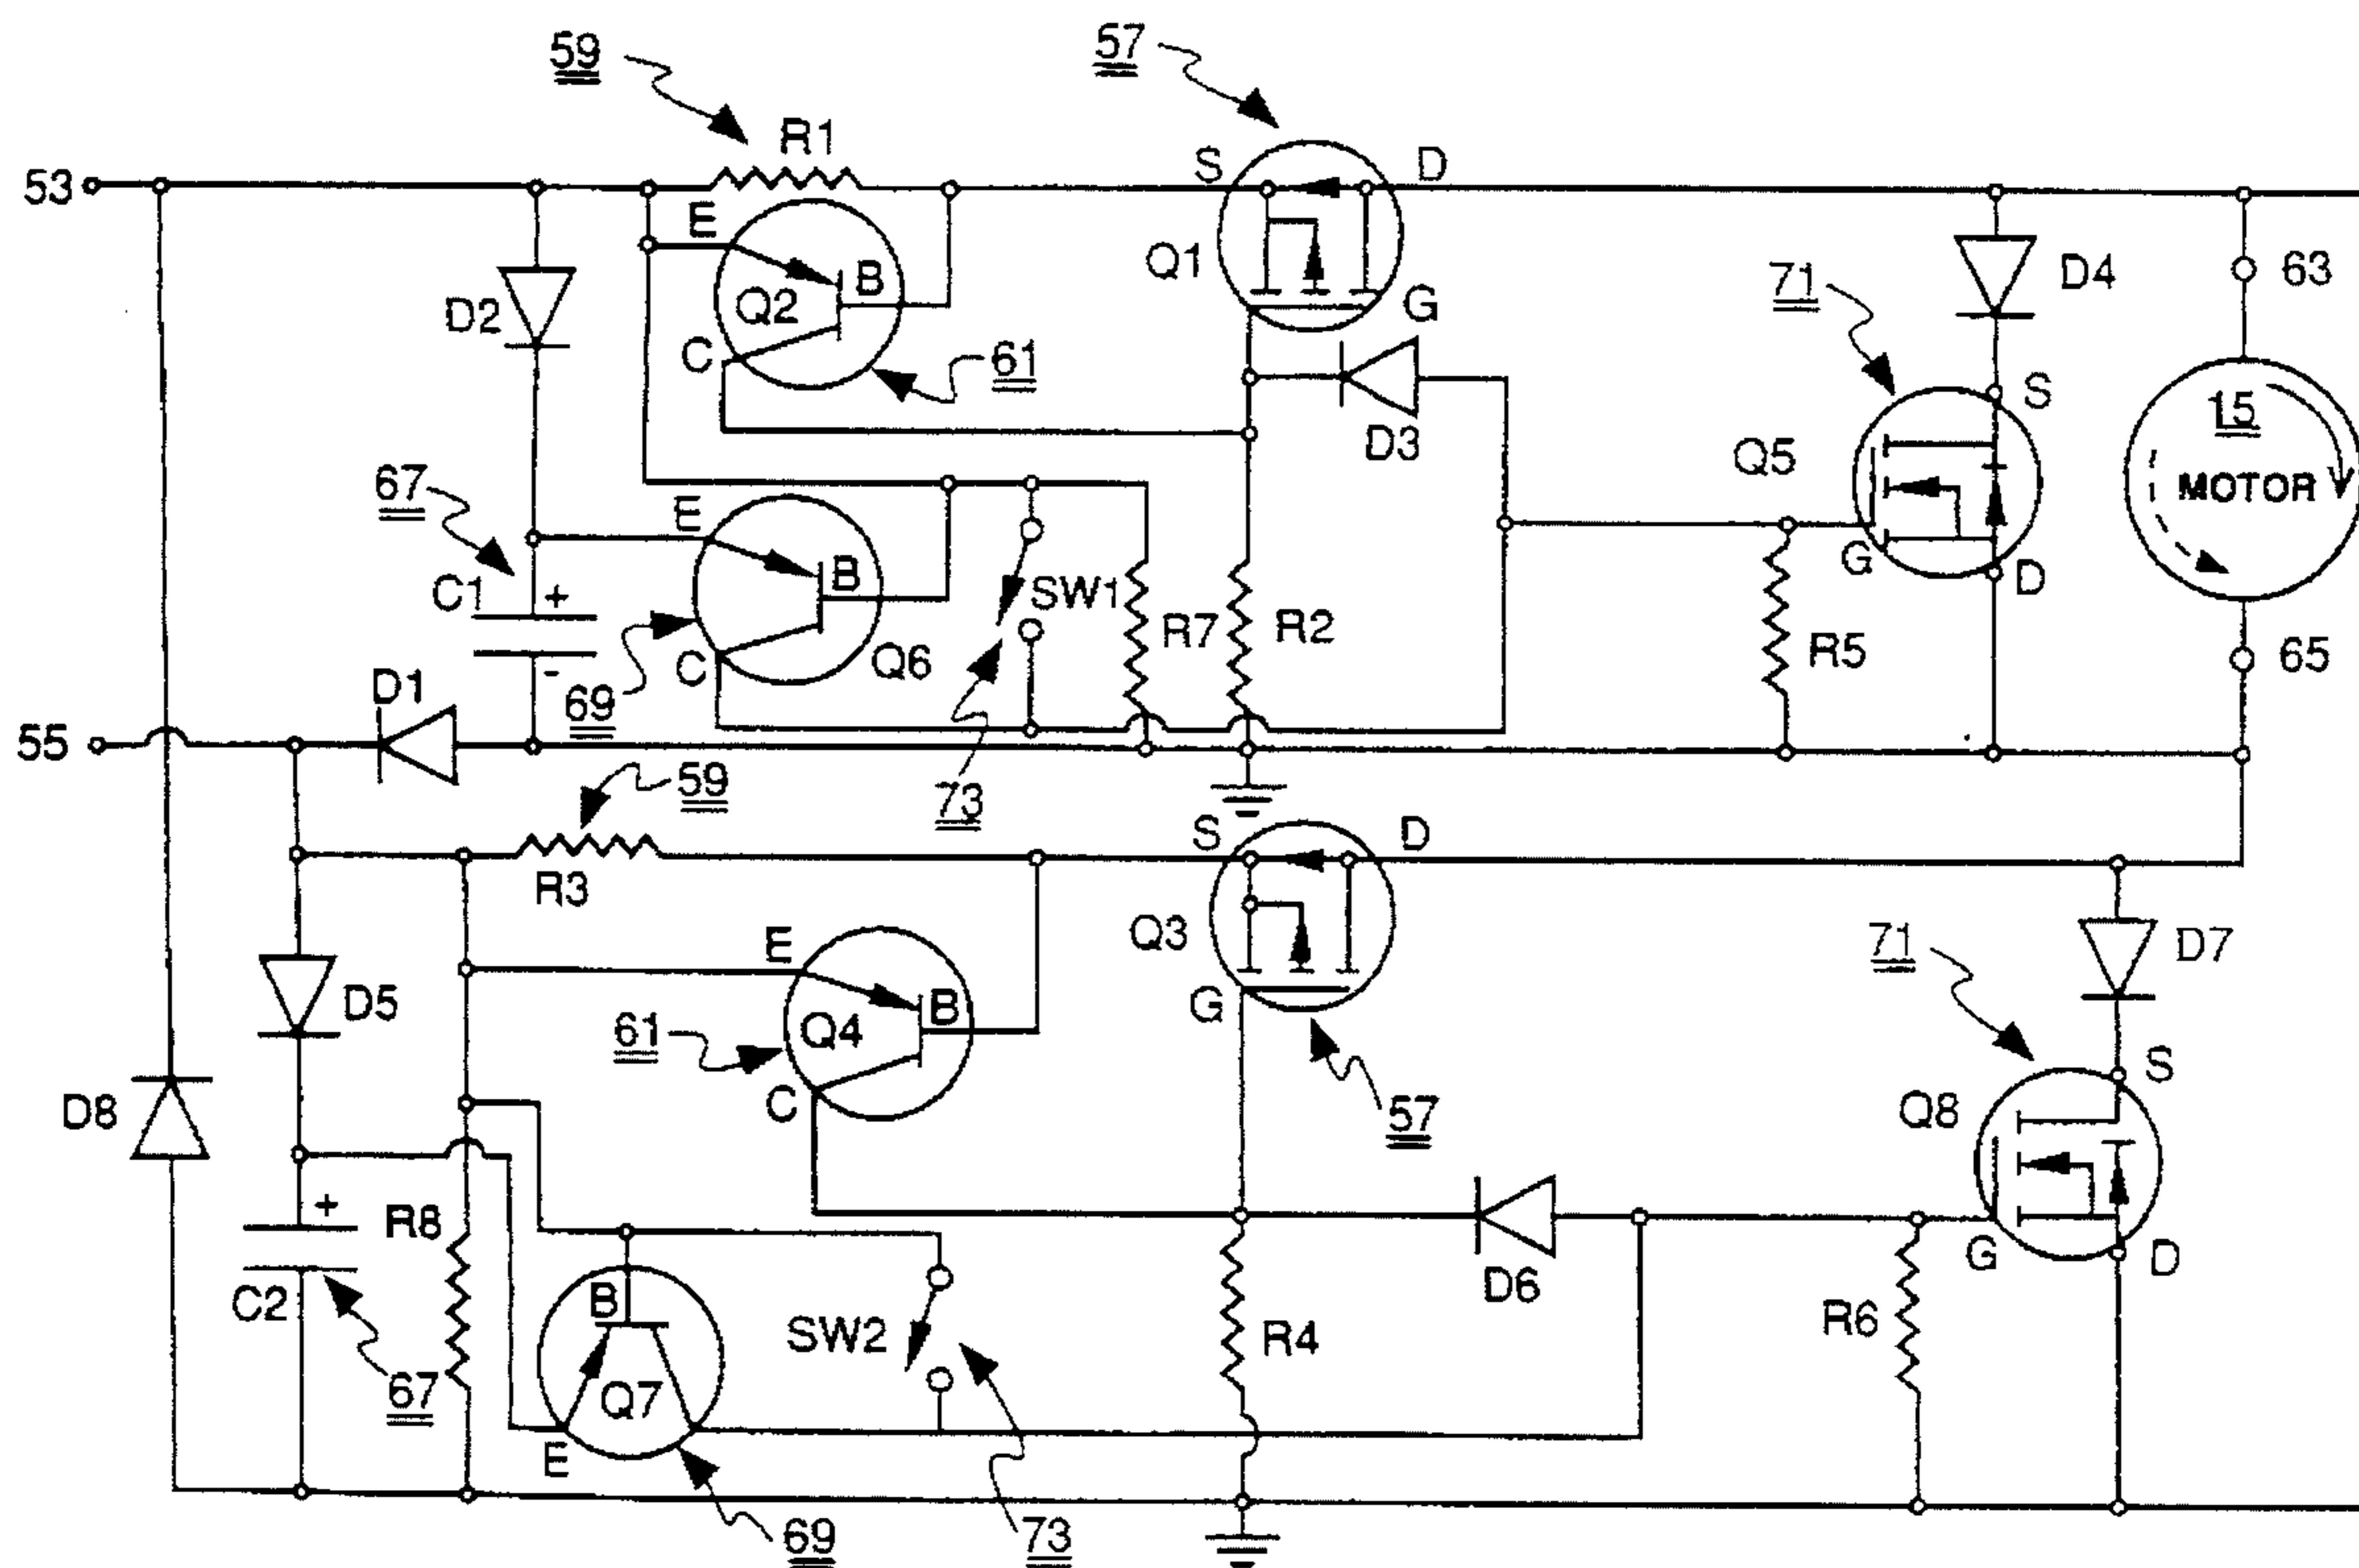 59
57
R1
S
D
53
E
Q1
B
Q2
D2
G
71
D4
63
C
61
S
15
D3
Q5
MOTOR
67
E
B
G
D
C1
+
SW1
R7
R2
R5
65
-
C
Q6
D1
69
55
59
73
S
D
R3
Q3
E
71
D7
D5
B
G
61
Q4
S
C
Q8
D8
57
+
R8
G
D
C2
B
D6
SW2
R4
R6
67
Q7
E
69
73